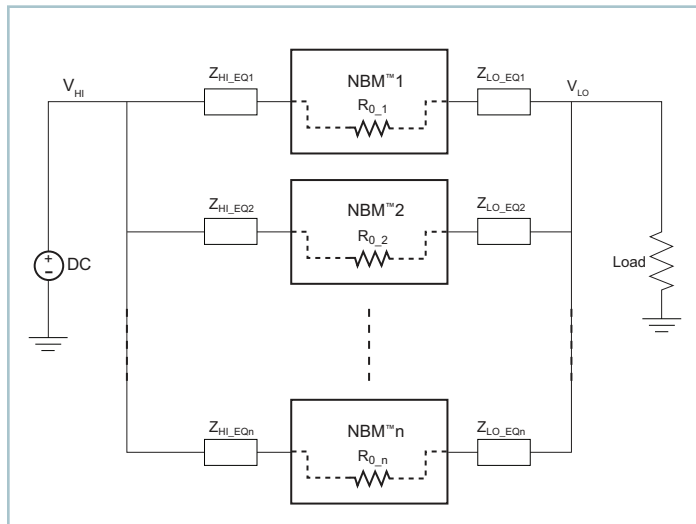 V_HI
Z_HI_EQ1
NBM™1
R_0_1
Z_LO_EQ1
V_LO
Z_HI_EQ2
NBM™2
R_0_2
Z_LO_EQ2
+
DC
Load
Z_HI_EQn
NBM™n
R_0_n
Z_LO_EQn